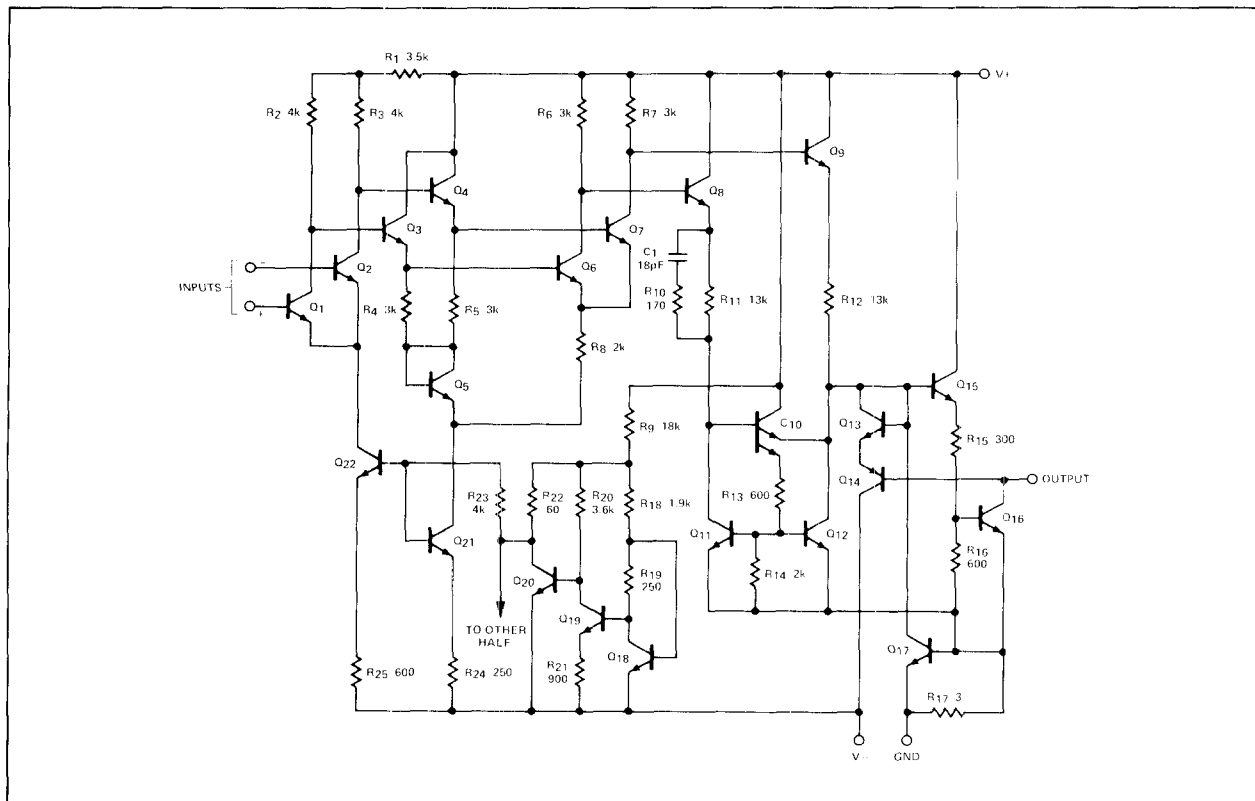 R1 3.5k
V+
R2 4k
R3 4k
R6 3k
R7 3k
Q9
Q4
Q8
Q3
Q7
C1
18pF
Q2
Q6
INPUTS
−
+
R4 3k
R5 3k
R10
170
R11 13k
R12 13k
Q1
R8 2k
Q5
Q15
C10
Q13
R9 18k
R15 300
Q22
R23
4k
R22
60
R20
3.6k
R18 1.9k
R13 600
Q14
OUTPUT
Q16
Q21
Q11
Q12
R16
600
Q20
R19
250
R14 2k
Q19
TO OTHER
HALF
Q18
Q17
R25 600
R24 250
R21
900
R17 3
V−
GND